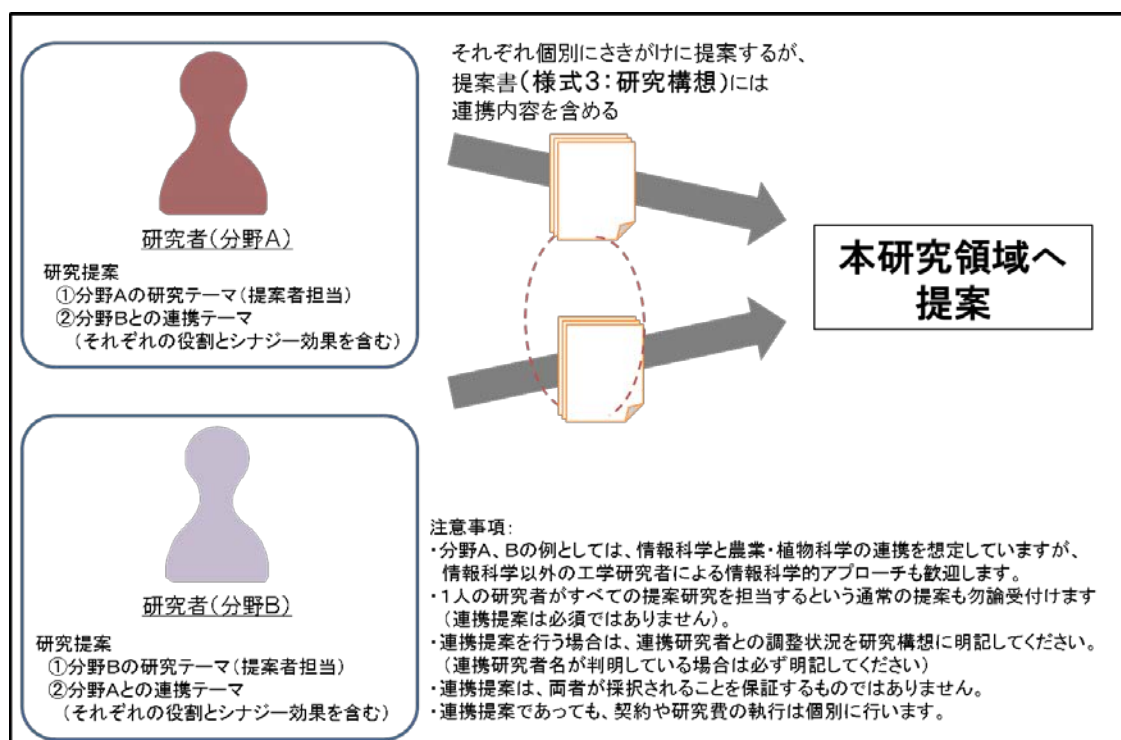 それぞれ個別にさきがけに提案するが、
提案書(様式3:研究構想)には
連携内容を含める
研究者(分野A)
研究提案
①分野Aの研究テーマ(提案者担当)
②分野Bとの連携テーマ
(それぞれの役割とシナジー効果を含む)
本研究領域へ
提案
研究者(分野B)
研究提案
①分野Bの研究テーマ(提案者担当)
②分野Aとの連携テーマ
(それぞれの役割とシナジー効果を含む)
注意事項:
・分野A、Bの例としては、情報科学と農業・植物科学の連携を想定していますが、
情報科学以外の工学研究者による情報科学的アプローチも歓迎します。
・1人の研究者がすべての提案研究を担当するという通常の提案も勿論受付けます
(連携提案は必須ではありません)。
・連携提案を行う場合は、連携研究者との調整状況を研究構想に明記してください。
(連携研究者名が判明している場合は必ず明記してください)
・連携提案は、両者が採択されることを保証するものではありません。
・連携提案であっても、契約や研究費の執行は個別に行います。